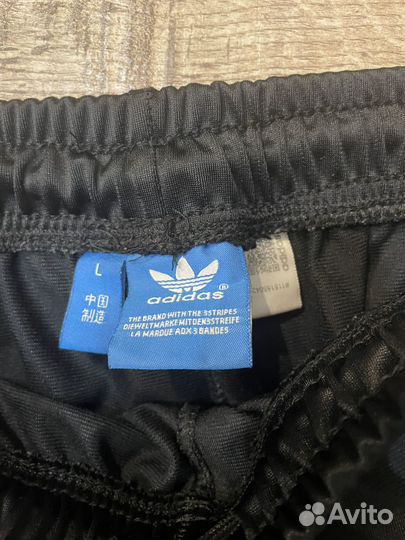 L
中国
制造
adidas®
THE BRAND WITH THE 3 STRIPES
DIE WELTMARKE MIT DEN 3 STREIFEN
LA MARQUE AUX 3 BANDES
Avito